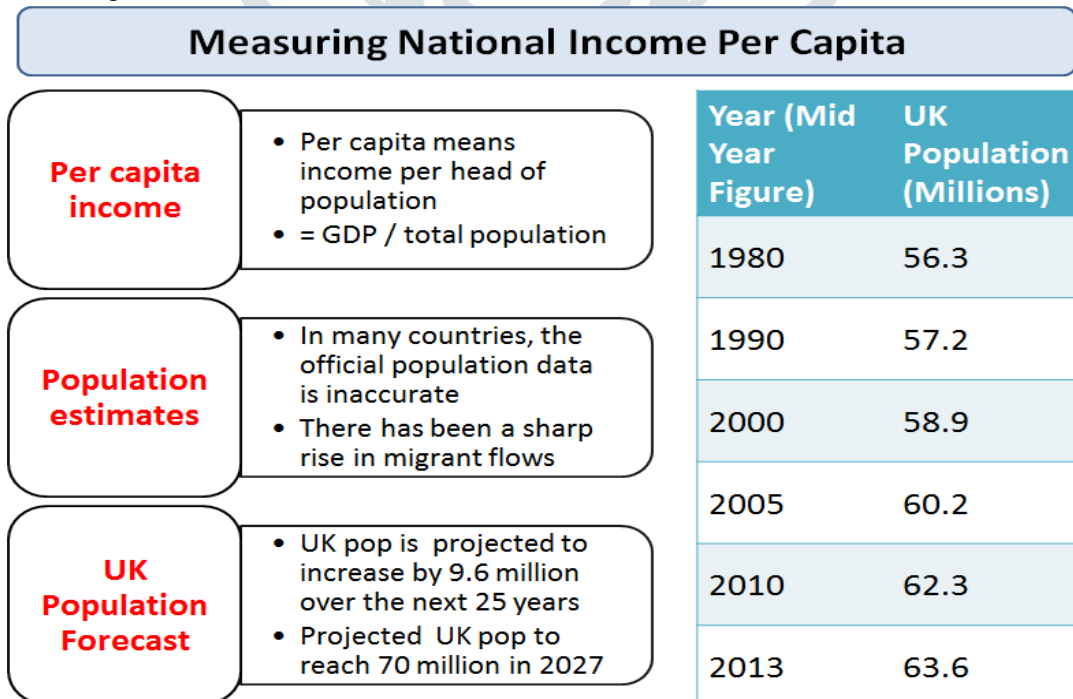 Measuring National Income Per Capita
Per capita
income
• Per capita means
income per head of
population
• = GDP / total population
Population
estimates
• In many countries, the
official population data
is inaccurate
• There has been a sharp
rise in migrant flows
UK
Population
Forecast
• UK pop is projected to
increase by 9.6 million
over the next 25 years
• Projected UK pop to
reach 70 million in 2027
Year (Mid
Year
Figure)
UK
Population
(Millions)
1980 56.3
1990 57.2
2000 58.9
2005 60.2
2010 62.3
2013 63.6